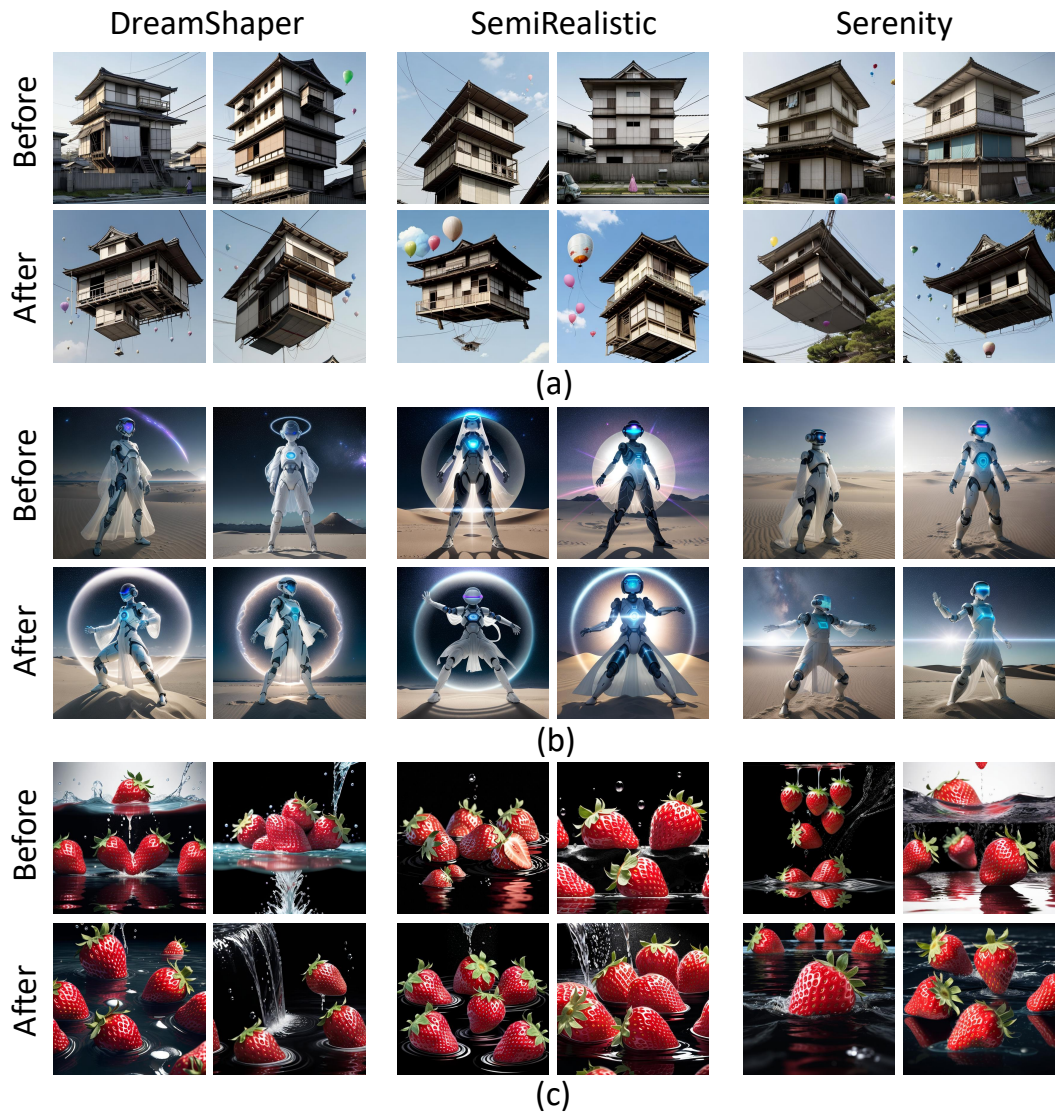 DreamShaper SemiRealistic Serenity
Before
After
(a)
Before
After
(b)
Before
After
(c)